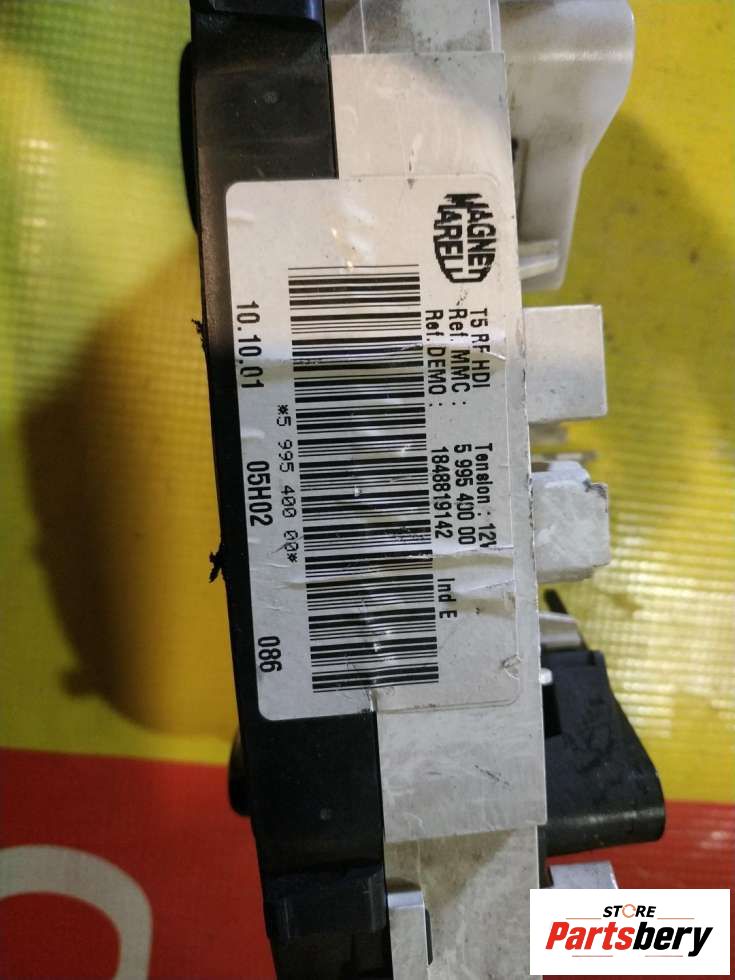 MAGNETI
MARELLI
T5 RF HDI Tension : 12V
Ref. MMC : 5 995 400 00 Ind E
Ref. DEMO : 1848819142
*5 995 400 00*
10.10.01 05H02 086
STORE
Partsbery